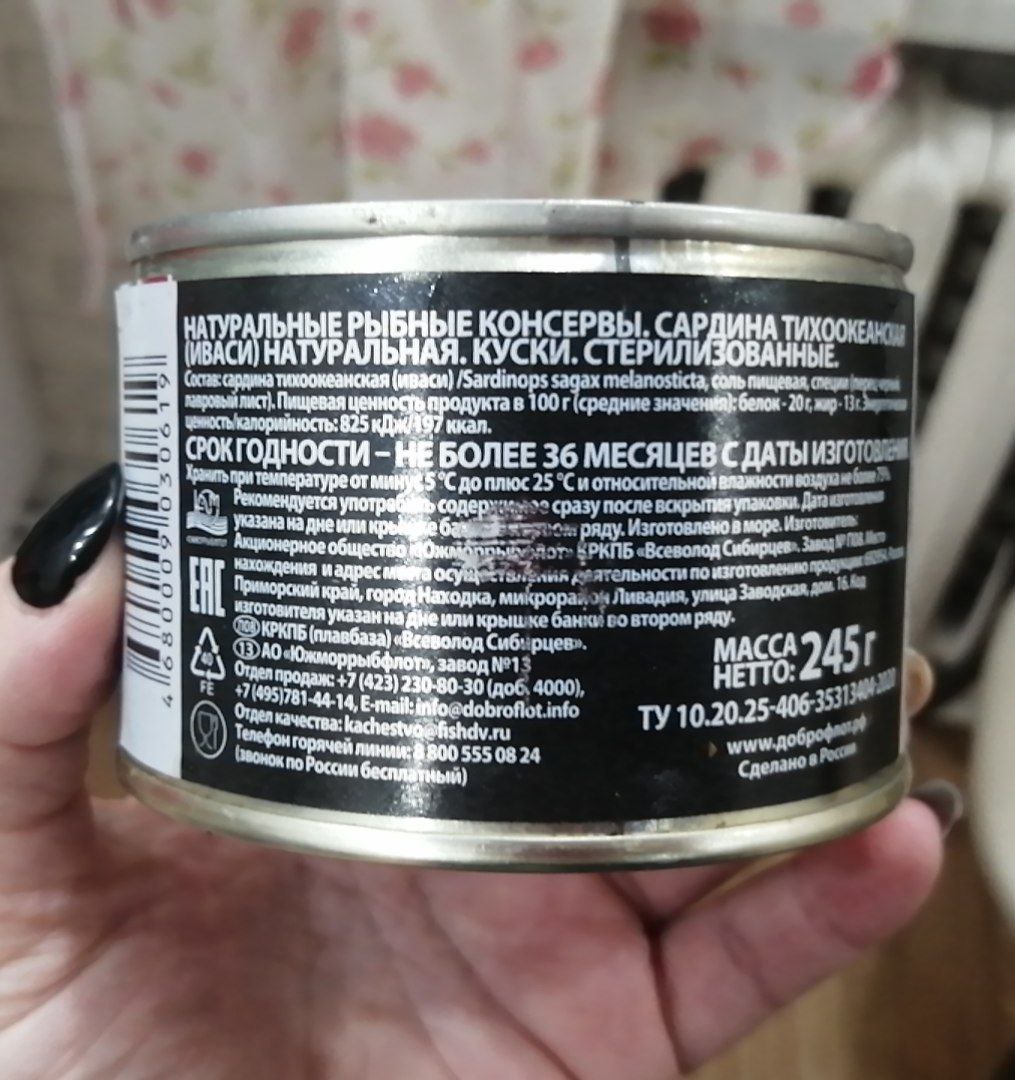 НАТУРАЛЬНЫЕ РЫБНЫЕ КОНСЕРВЫ. САРДИНА ТИХООКЕАНСКАЯ
(ИВАСИ) НАТУРАЛЬНАЯ. КУСКИ. СТЕРИЛИЗОВАННЫЕ.
Состав: сардина тихоокеанская (иваси) /Sardinops sagax melanosticta, соль пищевая, специи (перец черный,
лавровый лист). Пищевая ценность продукта в 100 г (средние значения): белок - 20 г, жир - 13 г. Энергетическая
ценность/калорийность: 825 кДж/197 ккал.
СРОК ГОДНОСТИ – НЕ БОЛЕЕ 36 МЕСЯЦЕВ С ДАТЫ ИЗГОТОВЛЕНИЯ
Хранить при температуре от минус 5 °С до плюс 25 °С и относительной влажности воздуха не более 75%.
Рекомендуется употреблять содержимое сразу после вскрытия упаковки. Дата изготовления
указана на дне или крышке ряду. Изготовлено в море. Изготовитель:
Акционерное общество «Южморрыбфлот» КРКПБ «Всеволод Сибирцев». Завод № П08. Место
нахождения и адрес места осуществления деятельности по изготовлению продукции: Россия,
Приморский край, город Находка, микрорайон Ливадия, улица Заводская, дом. 16. Код
изготовителя указан на дне или крышке банки во втором ряду.
П08 КРКПБ (плавбаза) «Всеволод Сибирцев».
13 АО «Южморрыбфлот», завод №13
Отдел продаж: +7 (423) 230-80-30 (доб. 4000),
+7 (495)781-44-14, E-mail: info@dobroflot.info
Отдел качества: kachestvo@fishdv.ru
Телефон горячей линии: 8 800 555 08 24
(звонок по России бесплатный)
МАССА
НЕТТО: 245 г
ТУ 10.20.25-406-35313404-2020
www.доброфлот.рф
Сделано в России
EAC
40
FE
4 680009 030619